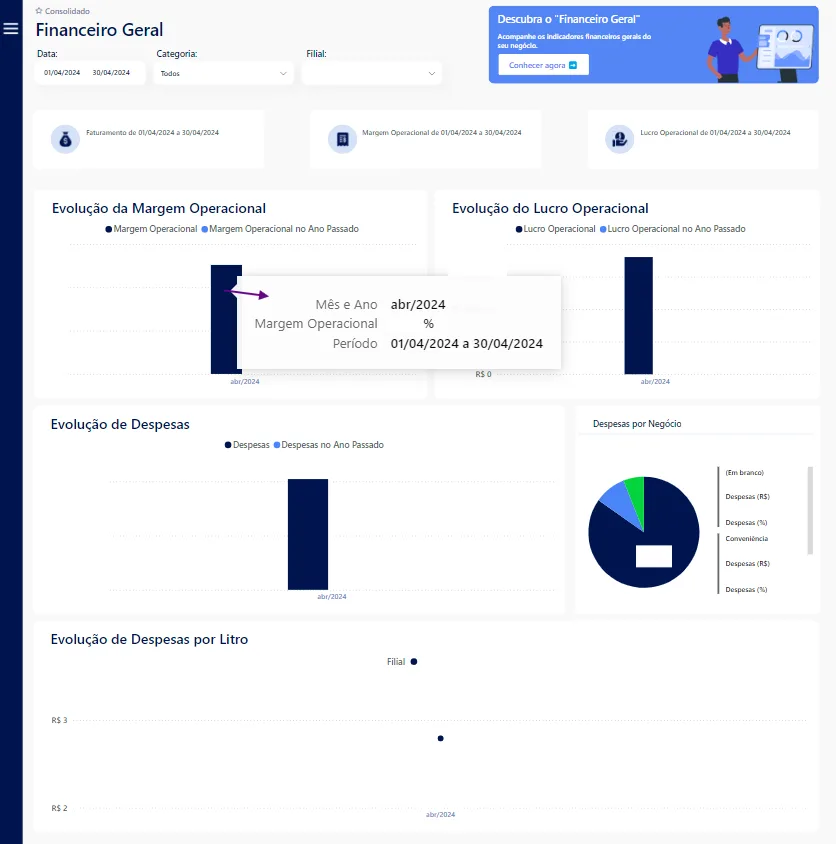 Consolidado
Financeiro Geral
Data:
Categoria:
Filial:
01/04/2024 30/04/2024
Todos
Descubra o "Financeiro Geral"
Acompanhe os indicadores financeiros gerais do
seu negócio.
Conhecer agora
Faturamento de 01/04/2024 a 30/04/2024
Margem Operacional de 01/04/2024 a 30/04/2024
Lucro Operacional de 01/04/2024 a 30/04/2024
Evolução da Margem Operacional
Margem Operacional Margem Operacional no Ano Passado
abr/2024
Mês e Ano abr/2024
Margem Operacional %
Período 01/04/2024 a 30/04/2024
Evolução do Lucro Operacional
Lucro Operacional Lucro Operacional no Ano Passado
R$ 0
abr/2024
Evolução de Despesas
Despesas Despesas no Ano Passado
abr/2024
Despesas por Negócio
(Em branco)
Despesas (R$)
Despesas (%)
Conveniência
Despesas (R$)
Despesas (%)
Evolução de Despesas por Litro
Filial
R$ 3
R$ 2
abr/2024